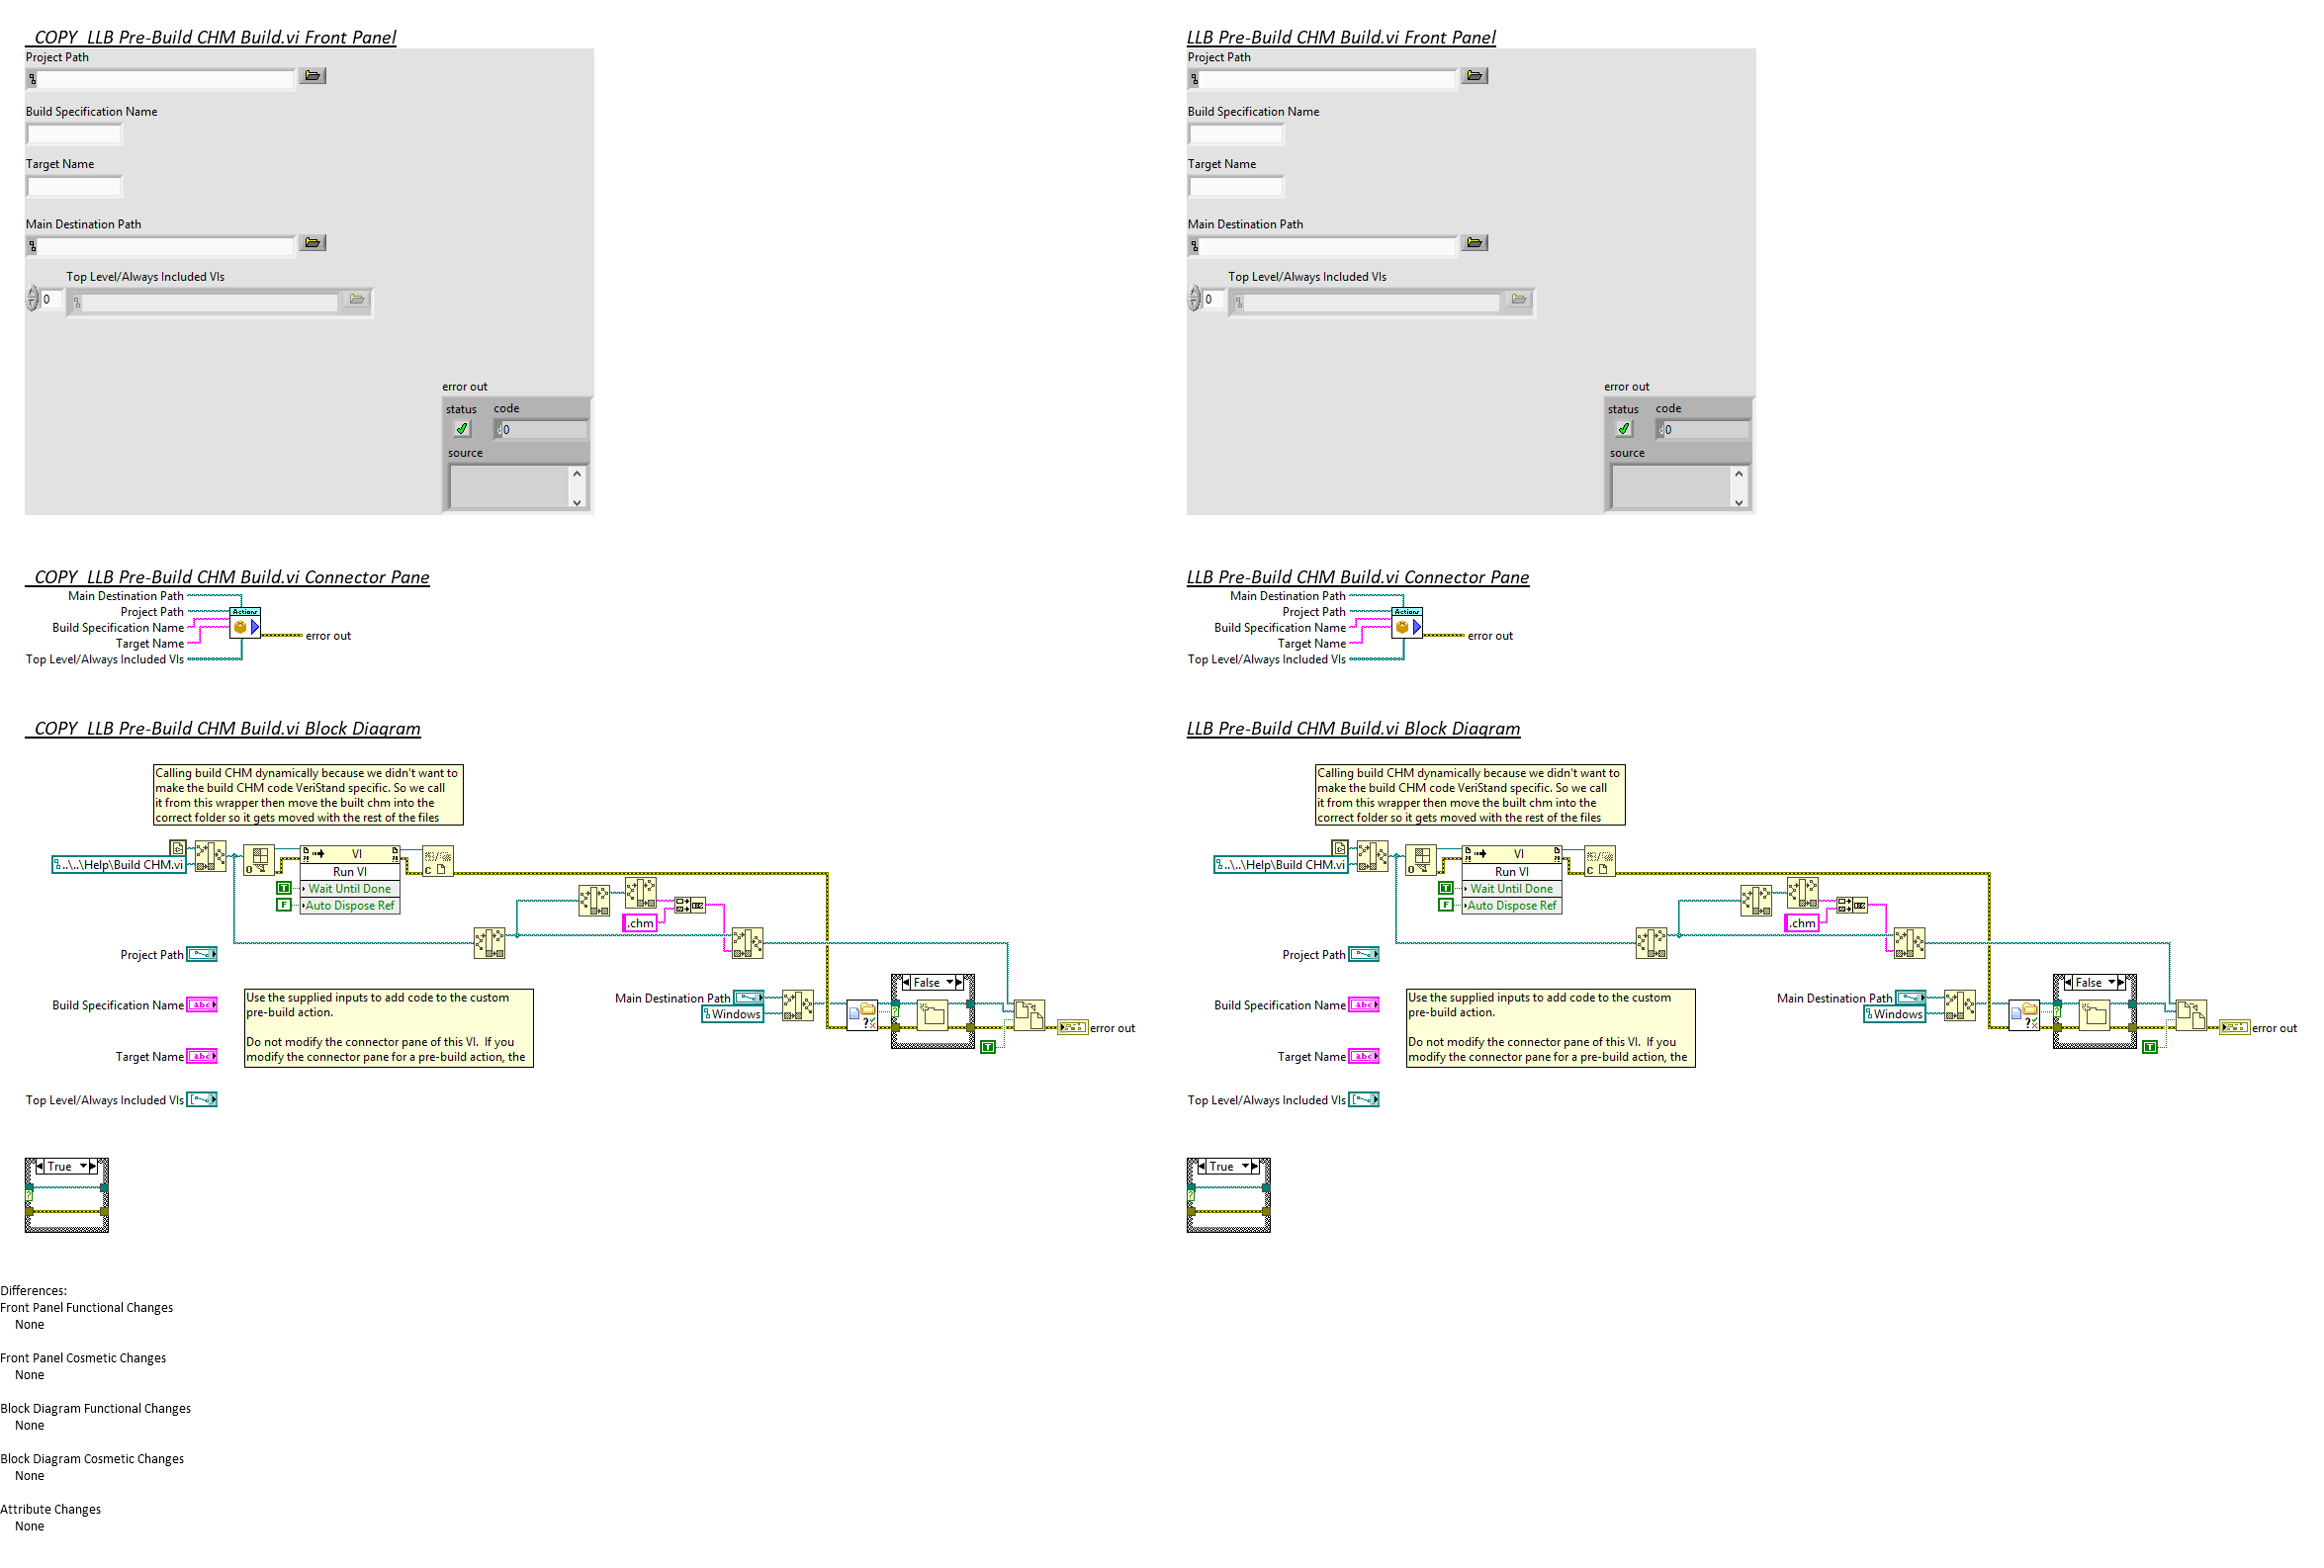 _COPY_LLB Pre-Build CHM Build.vi Front Panel
Project Path
Build Specification Name
Target Name
Main Destination Path
Top Level/Always Included VIs
0
error out
status code
0
source
LLB Pre-Build CHM Build.vi Front Panel
Project Path
Build Specification Name
Target Name
Main Destination Path
Top Level/Always Included VIs
0
error out
status code
0
source
_COPY_LLB Pre-Build CHM Build.vi Connector Pane
Main Destination Path
Project Path
Build Specification Name
Target Name
Top Level/Always Included VIs
Actions
error out
LLB Pre-Build CHM Build.vi Connector Pane
Main Destination Path
Project Path
Build Specification Name
Target Name
Top Level/Always Included VIs
Actions
error out
_COPY_LLB Pre-Build CHM Build.vi Block Diagram
Calling build CHM dynamically because we didn't want to
make the build CHM code VeriStand specific. So we call
it from this wrapper then move the built chm into the
correct folder so it gets moved with the rest of the files
..\..\Help\Build CHM.vi
VI
Run VI
T Wait Until Done
F Auto Dispose Ref
.chm
Project Path
Build Specification Name abc
Target Name abc
Top Level/Always Included VIs
Use the supplied inputs to add code to the custom
pre-build action.
Do not modify the connector pane of this VI. If you
modify the connector pane for a pre-build action, the
Main Destination Path
Windows
False
T
error out
True
LLB Pre-Build CHM Build.vi Block Diagram
Calling build CHM dynamically because we didn't want to
make the build CHM code VeriStand specific. So we call
it from this wrapper then move the built chm into the
correct folder so it gets moved with the rest of the files
..\..\Help\Build CHM.vi
VI
Run VI
T Wait Until Done
F Auto Dispose Ref
.chm
Project Path
Build Specification Name abc
Target Name abc
Top Level/Always Included VIs
Use the supplied inputs to add code to the custom
pre-build action.
Do not modify the connector pane of this VI. If you
modify the connector pane for a pre-build action, the
Main Destination Path
Windows
False
T
error out
True
Differences:
Front Panel Functional Changes
None
Front Panel Cosmetic Changes
None
Block Diagram Functional Changes
None
Block Diagram Cosmetic Changes
None
Attribute Changes
None